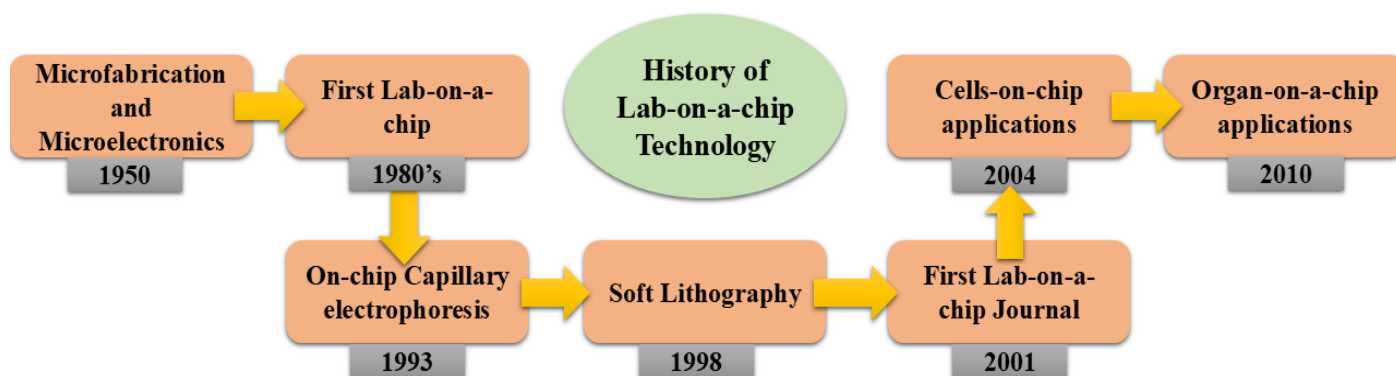 Microfabrication
and
Microelectronics
1950
First Lab-on-a-
chip
1980’s
History of
Lab-on-a-chip
Technology
Cells-on-chip
applications
2004
Organ-on-a-chip
applications
2010
On-chip Capillary
electrophoresis
1993
Soft Lithography
1998
First Lab-on-a-
chip Journal
2001